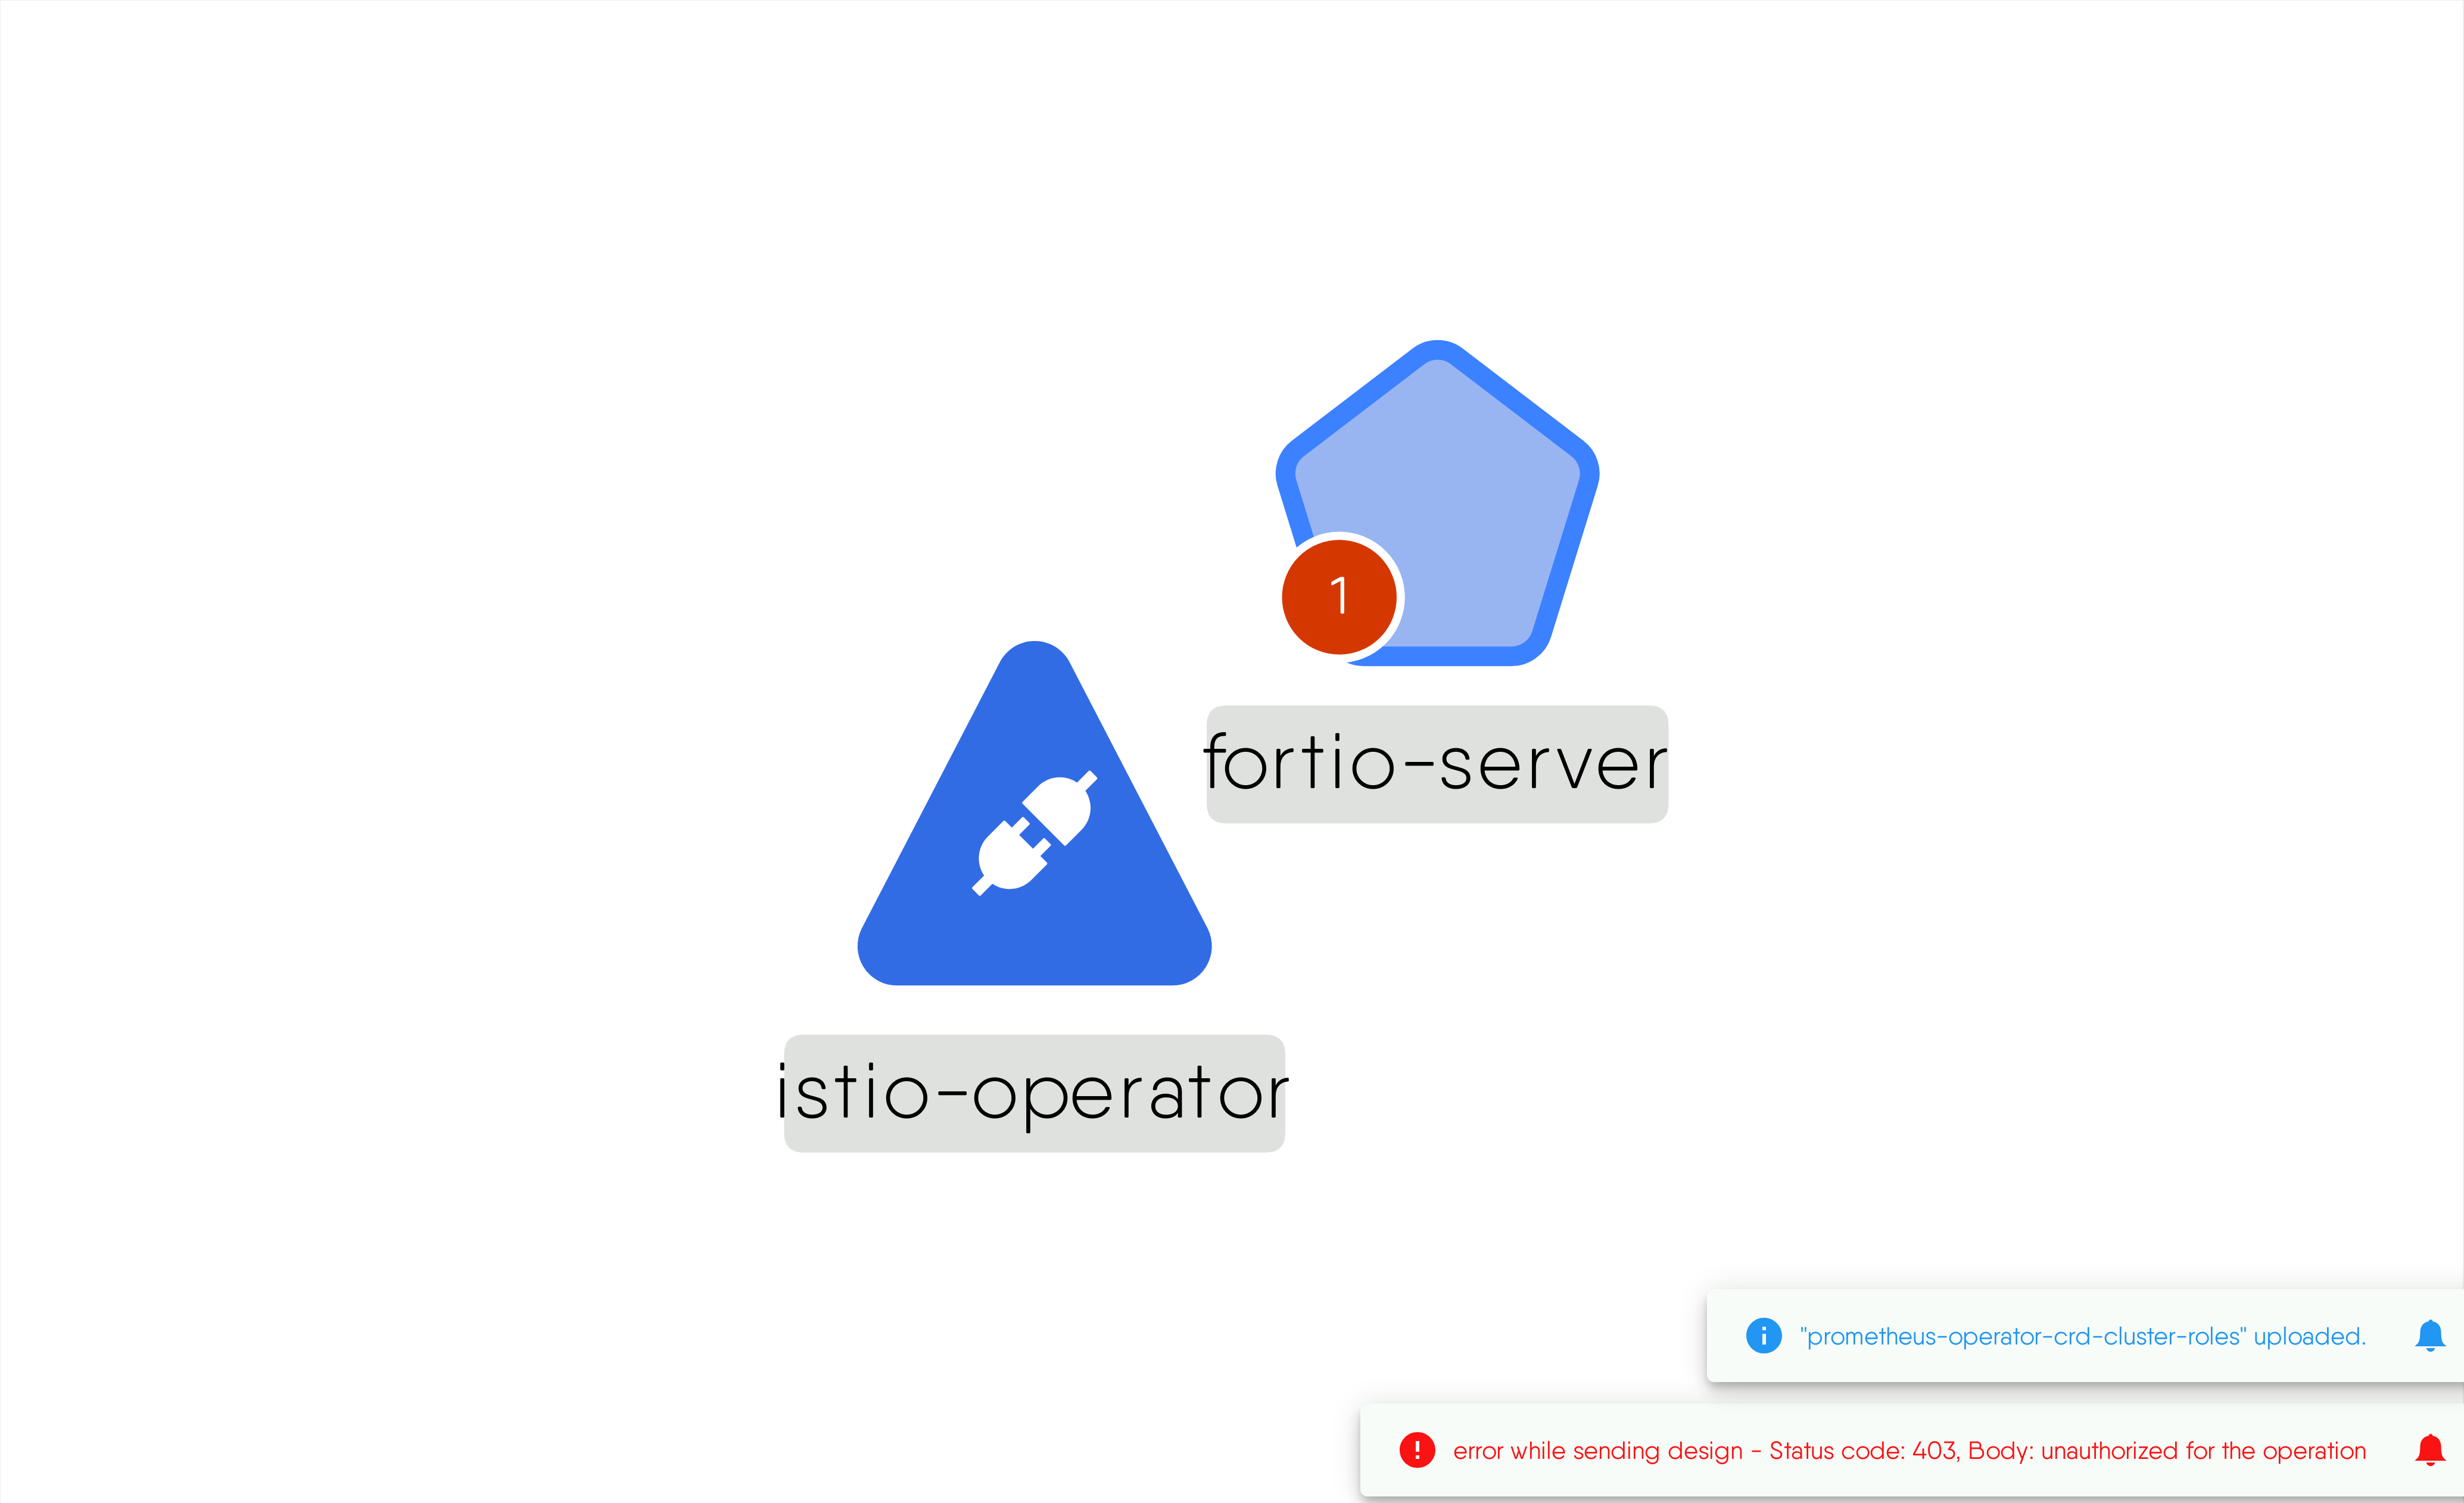 1
fortio-server
istio-operator
"prometheus-operator-crd-cluster-roles" uploaded.
error while sending design - Status code: 403, Body: unauthorized for the operation